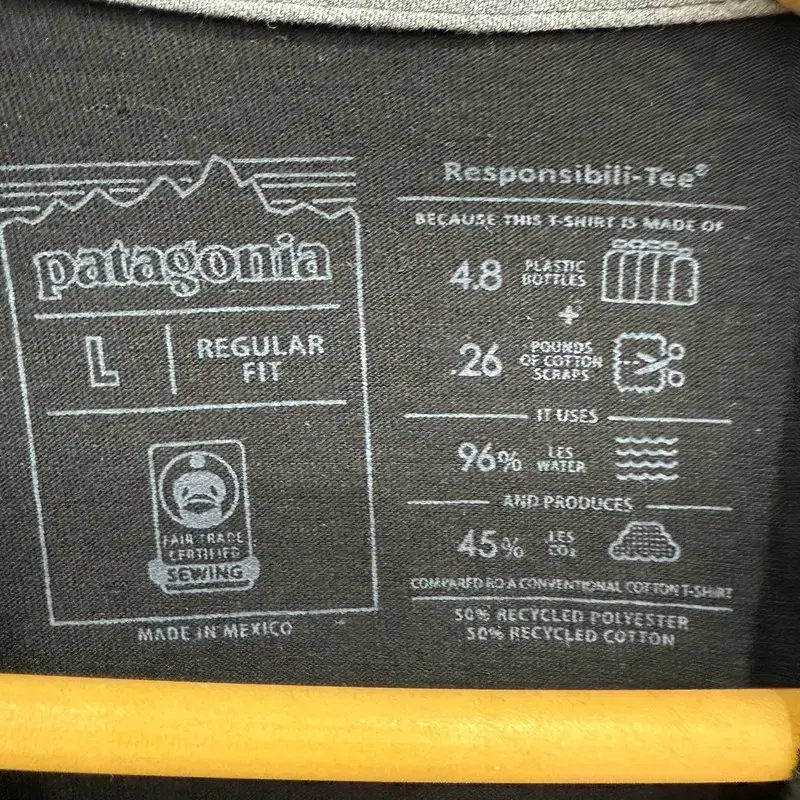 patagonia
L
REGULAR
FIT
FAIR TRADE
CERTIFIED
SEWING
MADE IN MEXICO
Responsibili-Tee®
BECAUSE THIS T-SHIRT IS MADE OF
4.8 PLASTIC
BOTTLES
+
.26 POUNDS
OF COTTON
SCRAPS
IT USES
96% LES
WATER
AND PRODUCES
45% LES
CO2
COMPARED RO A CONVENTIONAL COTTON T-SHIRT
50% RECYCLED POLYESTER
50% RECYCLED COTTON